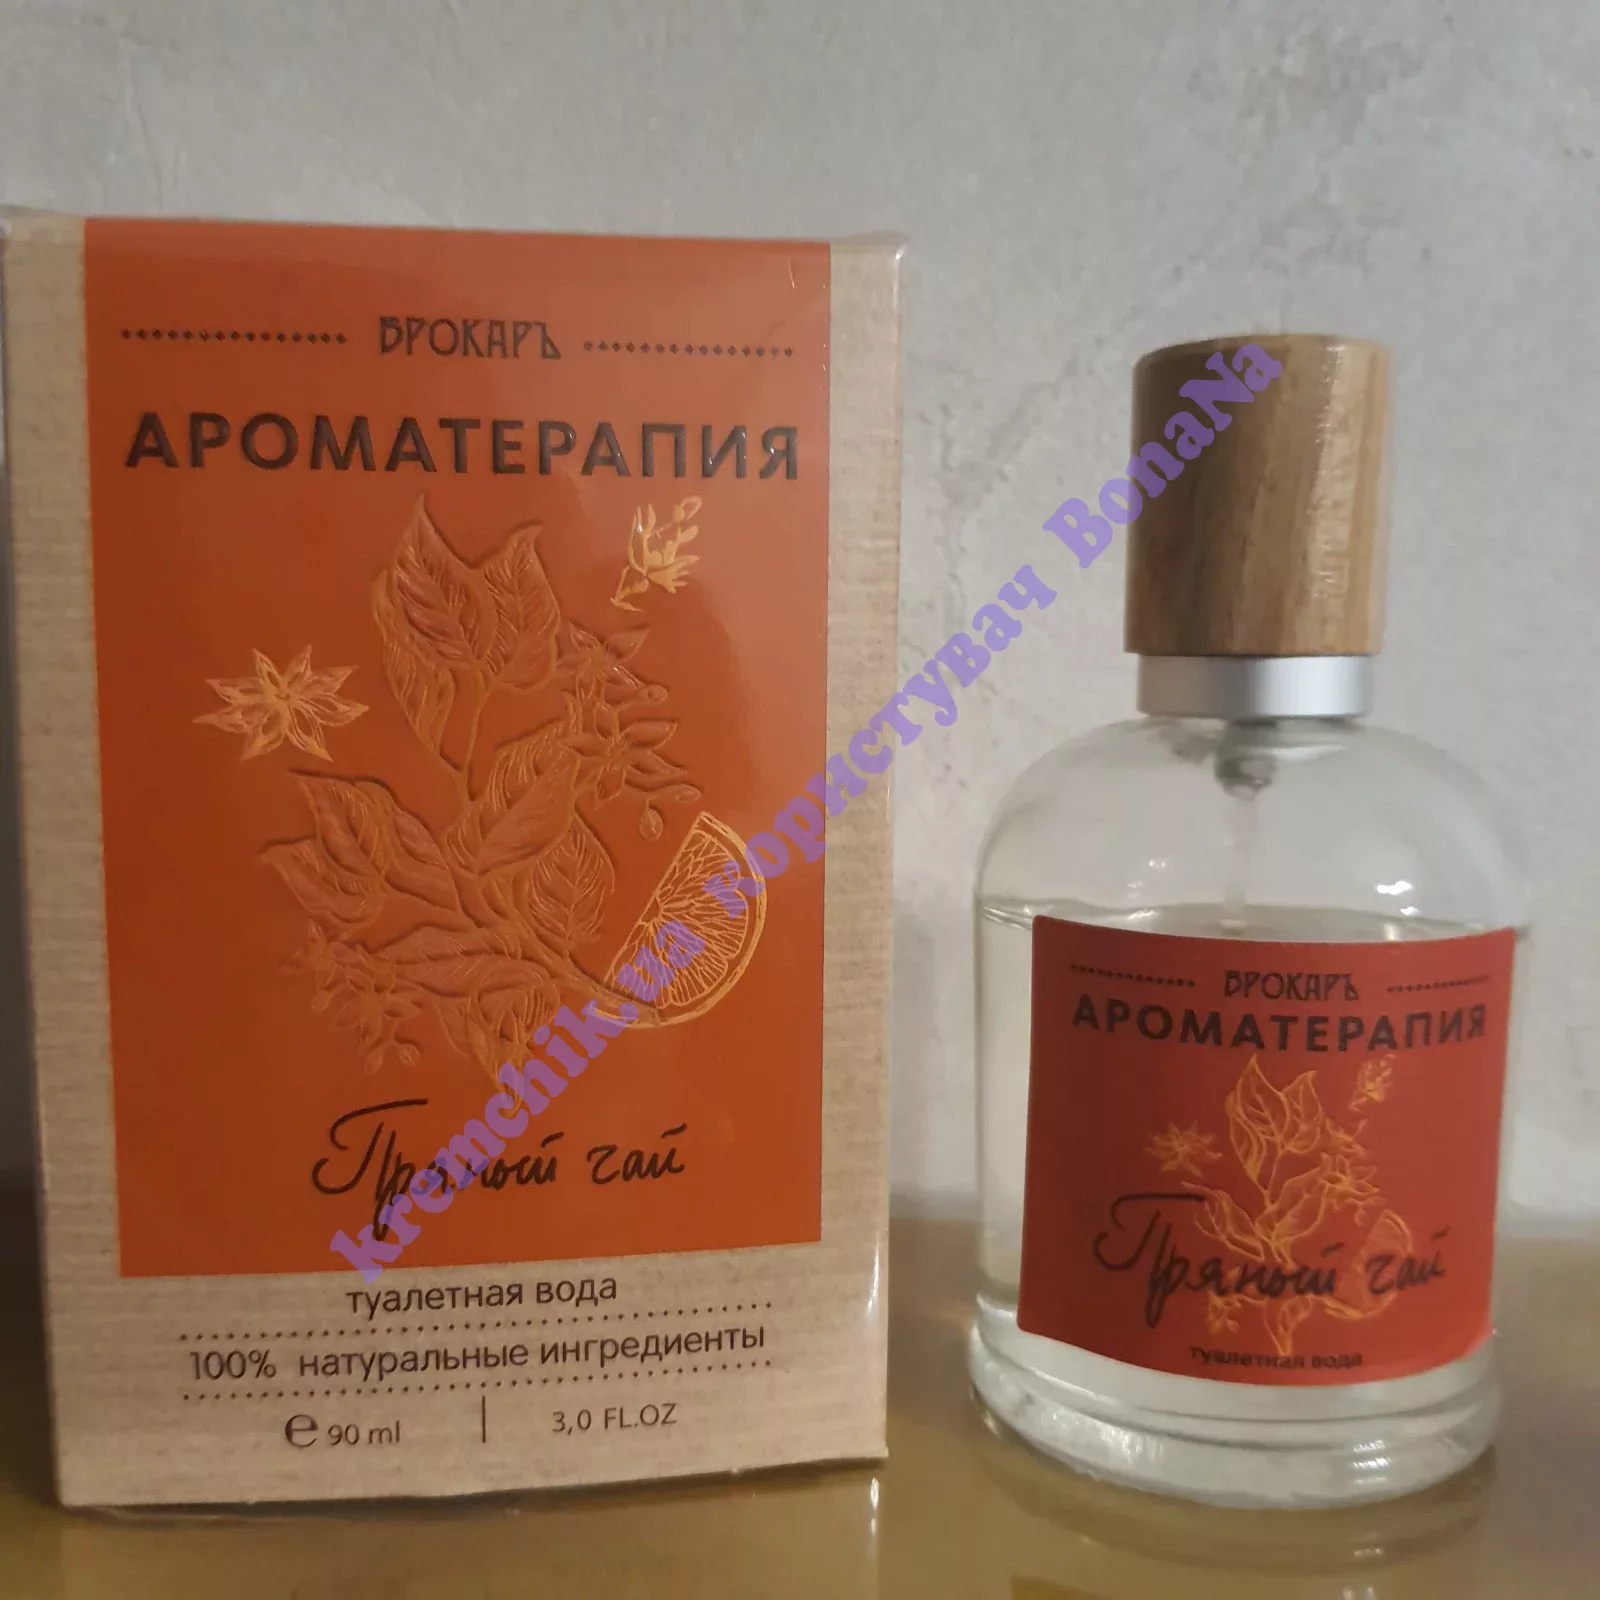 БРОКАРЪ
АРОМАТЕРАПИЯ
Пряный чай
туалетная вода
100% натуральные ингредиенты
℮ 90 ml | 3,0 FL.OZ
БРОКАРЪ
АРОМАТЕРАПИЯ
Пряный чай
туалетная вода
kremchik.ua користувач BonaNa